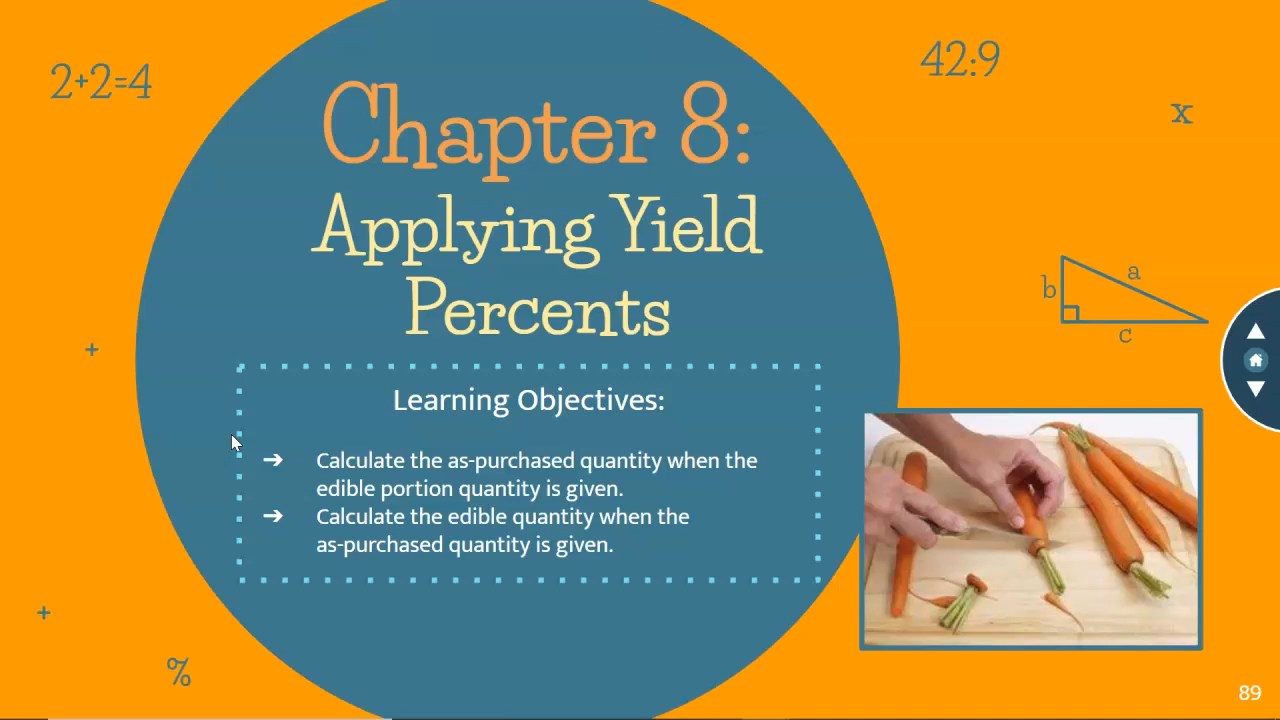 2+2=4
42:9
x
Chapter 8:
Applying Yield
Percents
b
a
c
+
Learning Objectives:
➔ Calculate the as-purchased quantity when the
edible portion quantity is given.
➔ Calculate the edible quantity when the
as-purchased quantity is given.
+
%
89